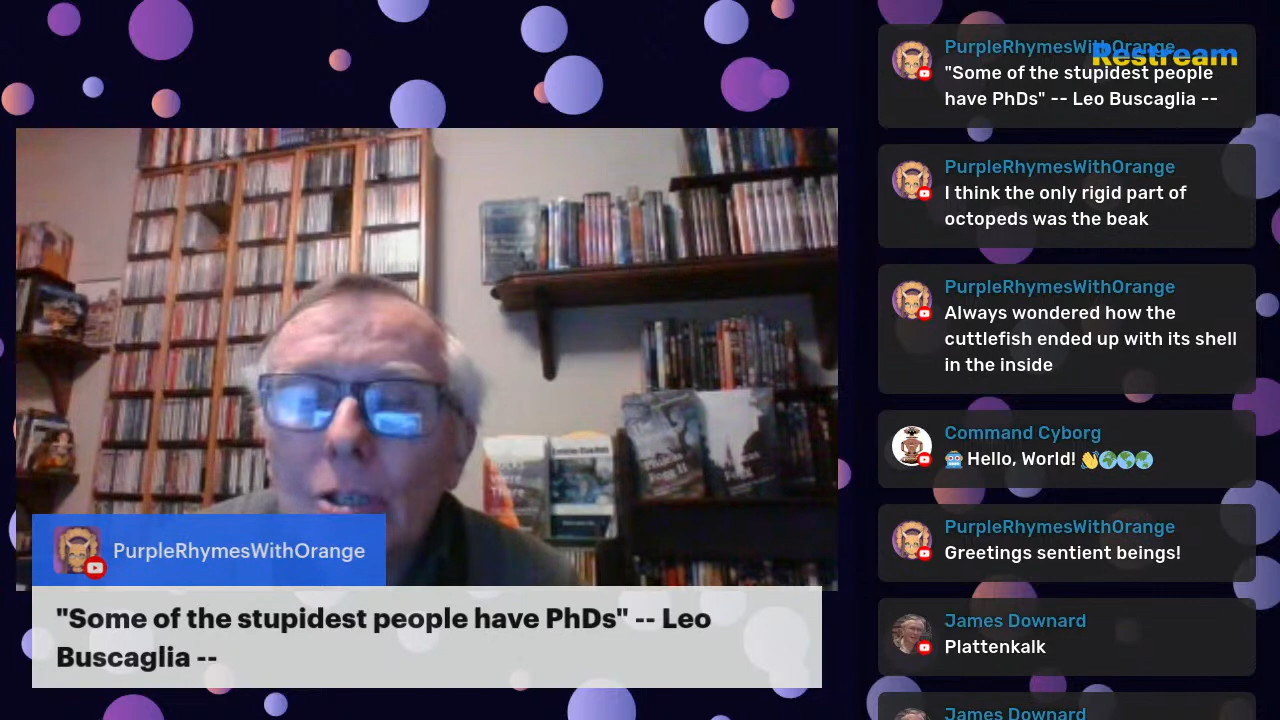 PurpleRhymesWithOrange
"Some of the stupidest people have PhDs" -- Leo
Buscaglia --
Restream
PurpleRhymesWithOrange
"Some of the stupidest people
have PhDs" -- Leo Buscaglia --
PurpleRhymesWithOrange
I think the only rigid part of
octopeds was the beak
PurpleRhymesWithOrange
Always wondered how the
cuttlefish ended up with its shell
in the inside
Command Cyborg
🤖 Hello, World! 👋🌍🌎🌏
PurpleRhymesWithOrange
Greetings sentient beings!
James Downard
Plattenkalk
James Downard